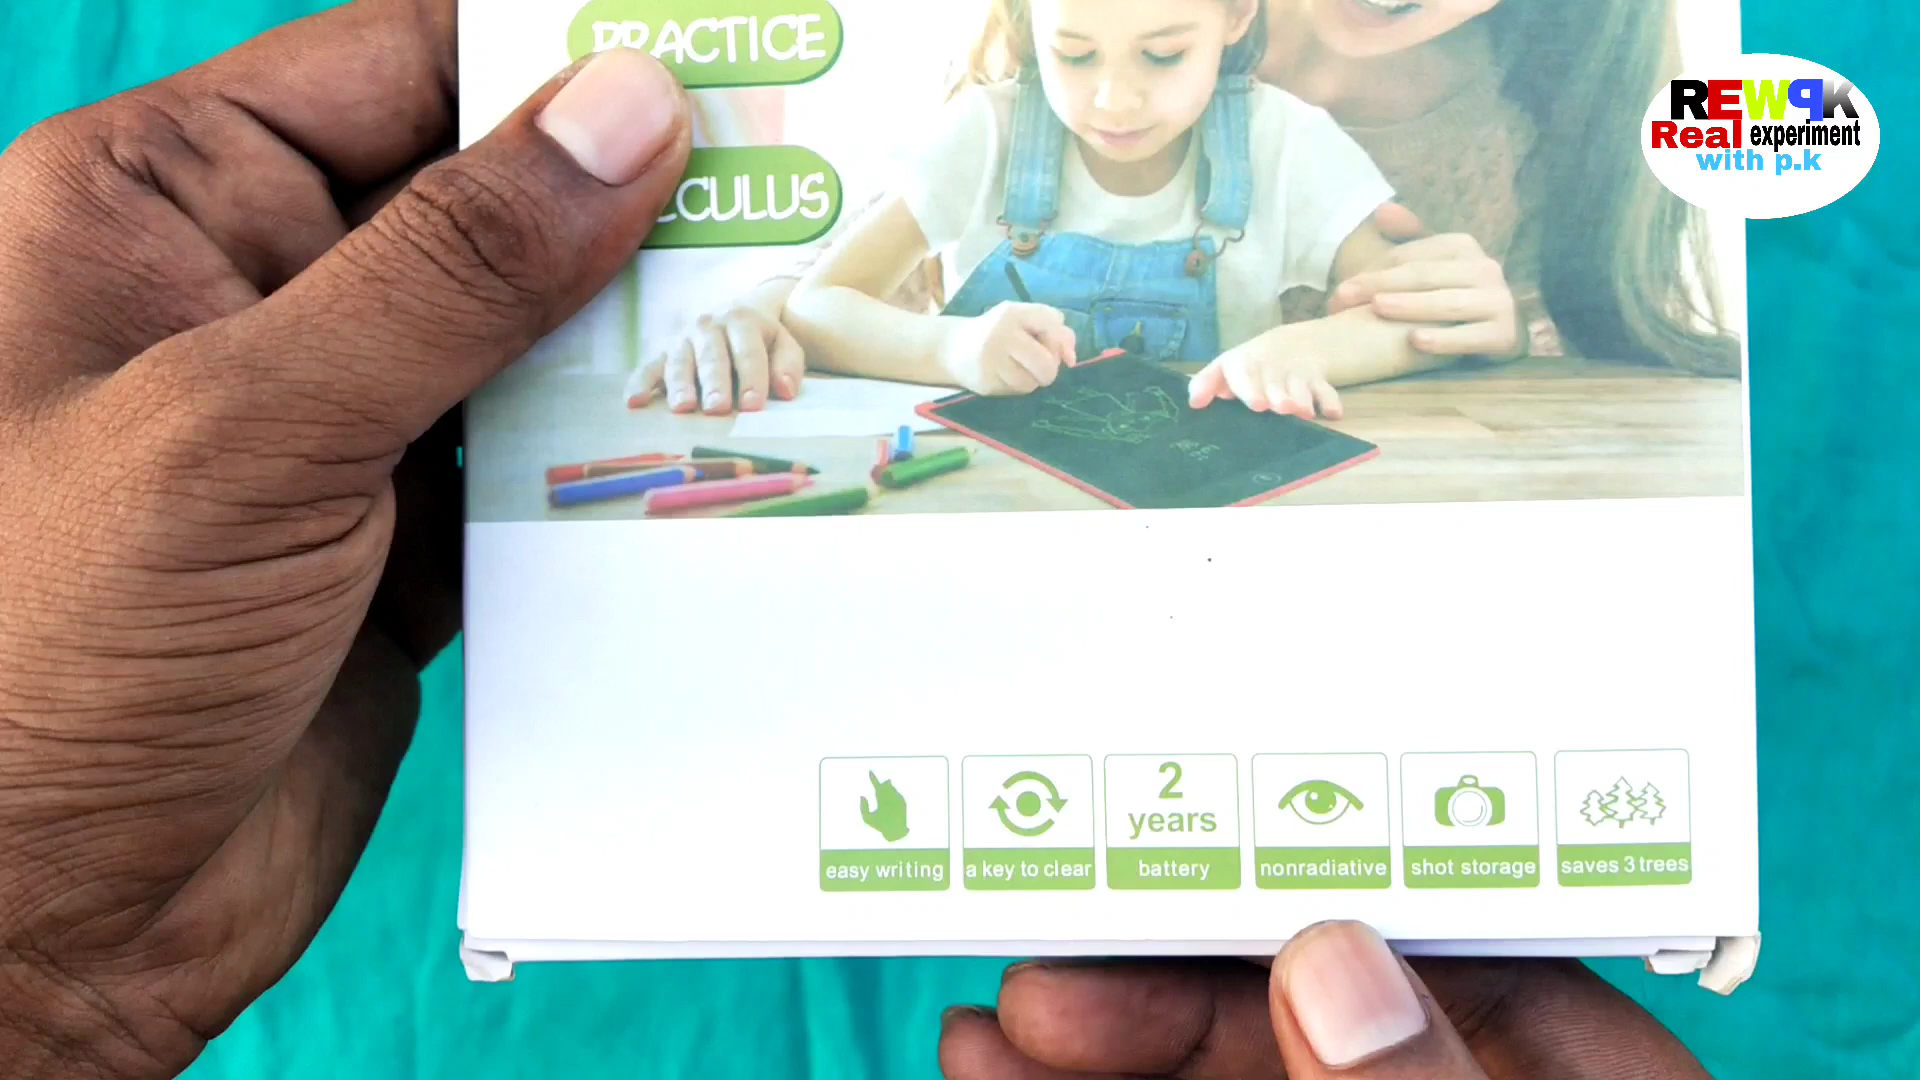 PRACTICE
CULUS
REWPK
Real experiment
with p.k
2
years
easy writing
a key to clear
battery
nonradiative
shot storage
saves 3 trees